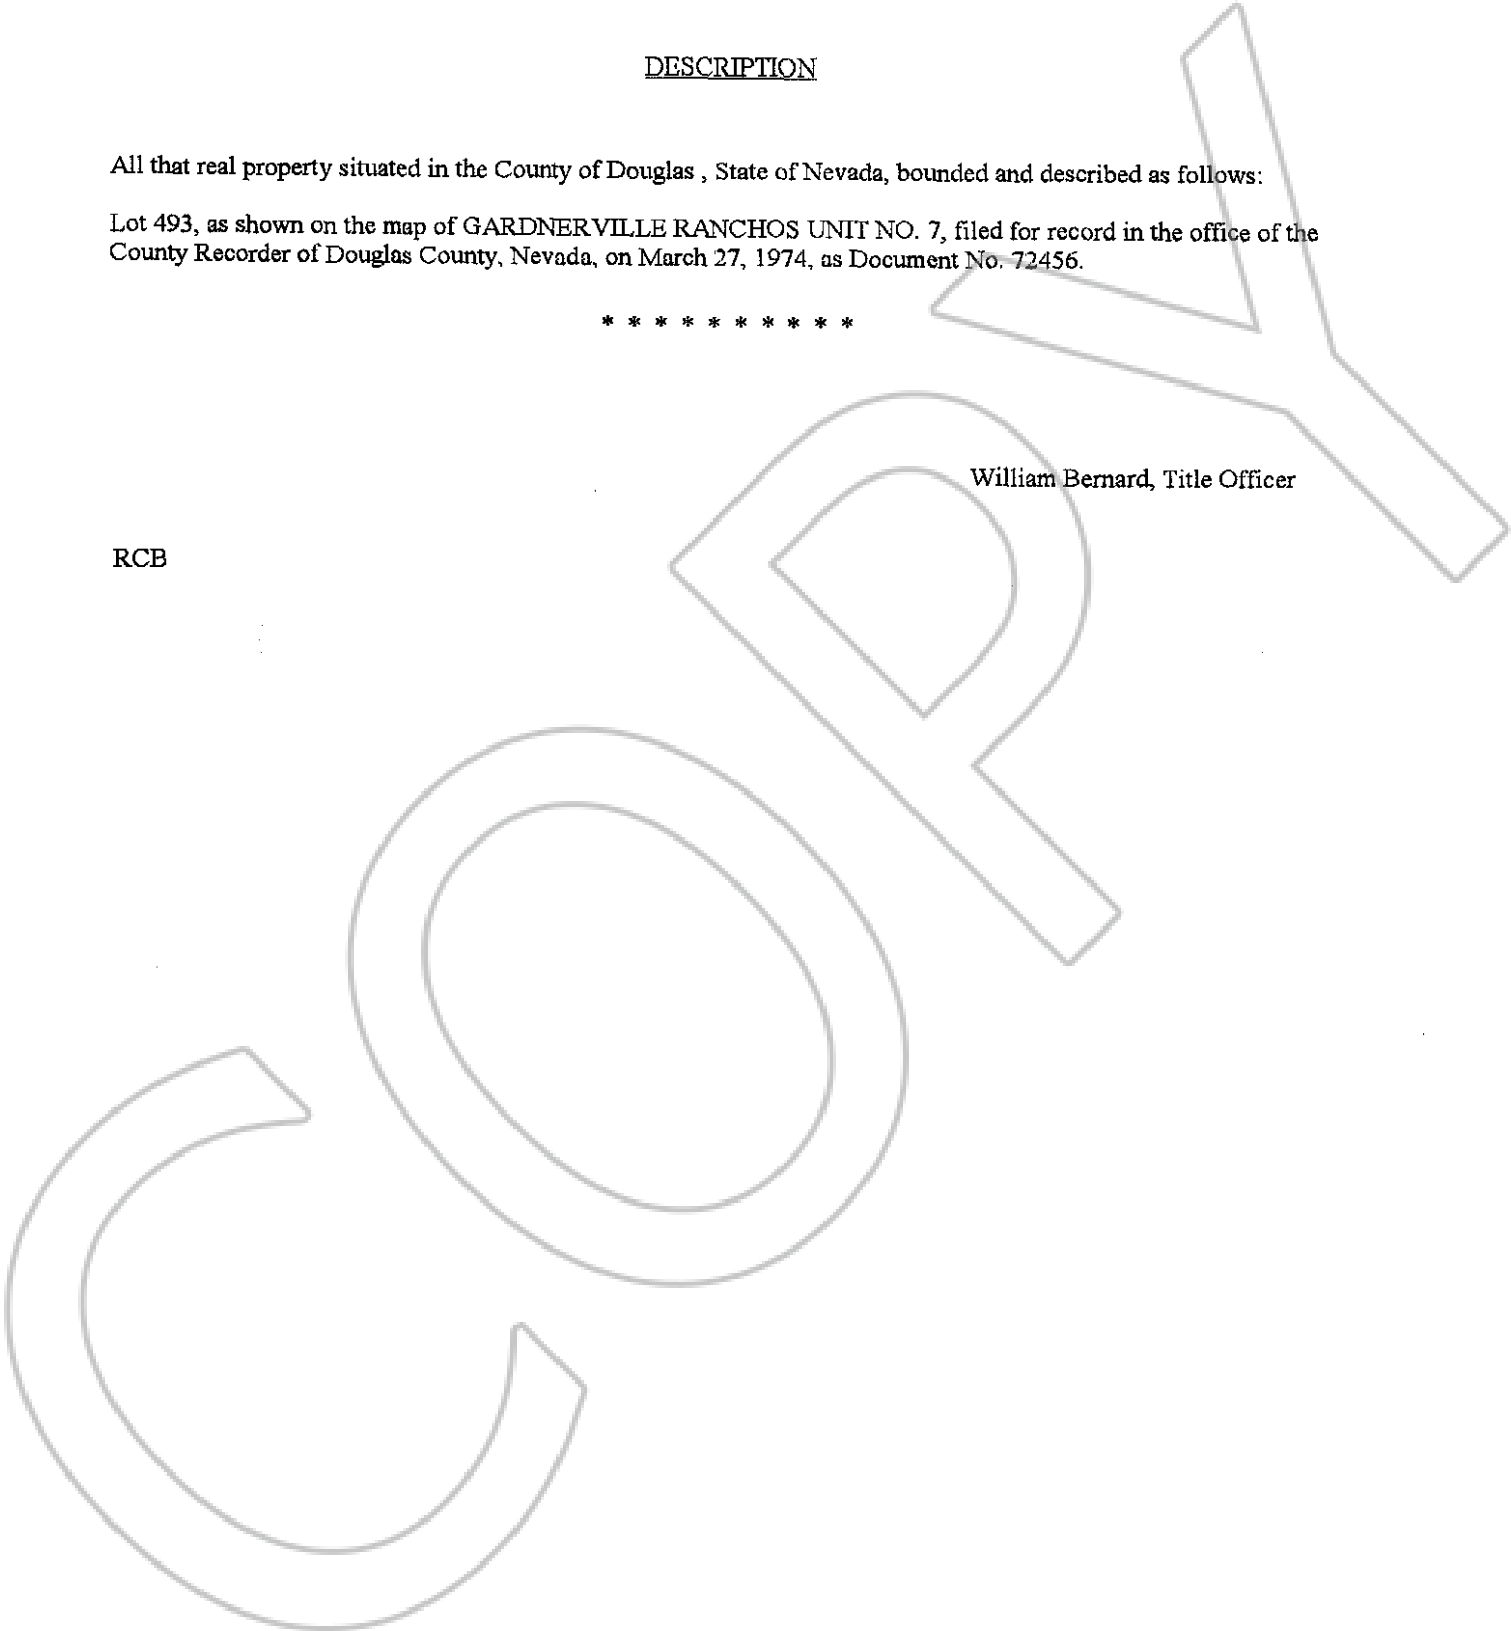 DESCRIPTION
All that real property situated in the County of Douglas , State of Nevada, bounded and described as follows:
Lot 493, as shown on the map of GARDNERVILLE RANCHOS UNIT NO. 7, filed for record in the office of the
County Recorder of Douglas County, Nevada, on March 27, 1974, as Document No. 72456.
* * * * * * * * * *
William Bernard, Title Officer
RCB
COPY